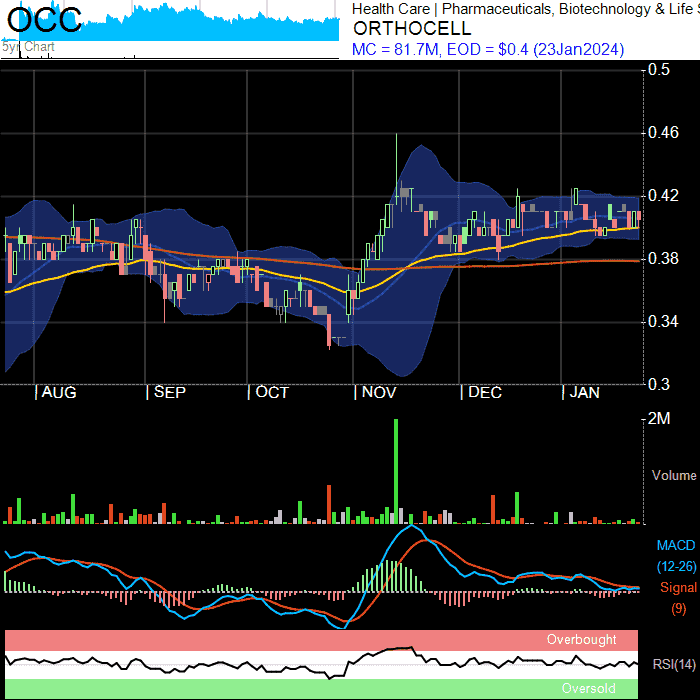 OCC
5yr Chart
Health Care | Pharmaceuticals, Biotechnology & Life S
ORTHOCELL
MC = 81.7M, EOD = $0.4 (23Jan2024)
0.5
0.46
0.42
0.38
0.34
0.3
| AUG | SEP | OCT | NOV | DEC | JAN
2M
Volume
MACD
(12-26)
Signal
(9)
Overbought
RSI(14)
Oversold